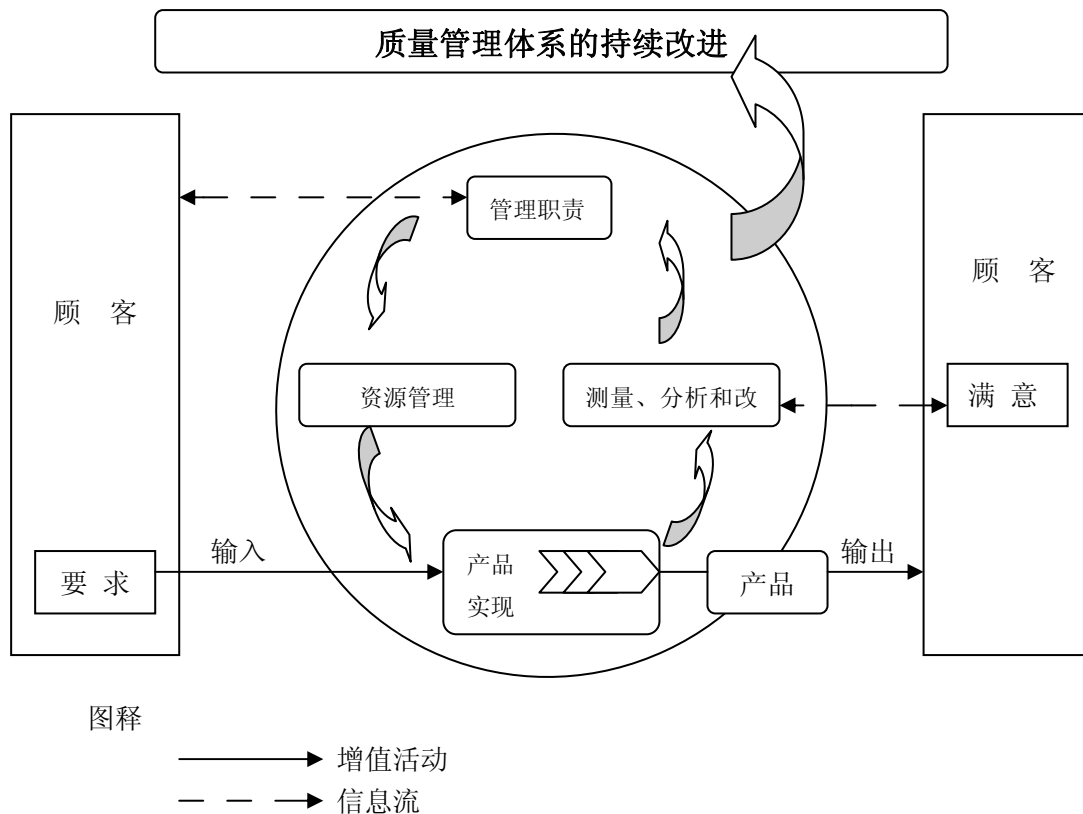 质量管理体系的持续改进
管理职责
顾 客
顾 客
资源管理
测量、分析和改
满 意
输入
输出
要 求
产品
实现
产品
图释
增值活动
信息流